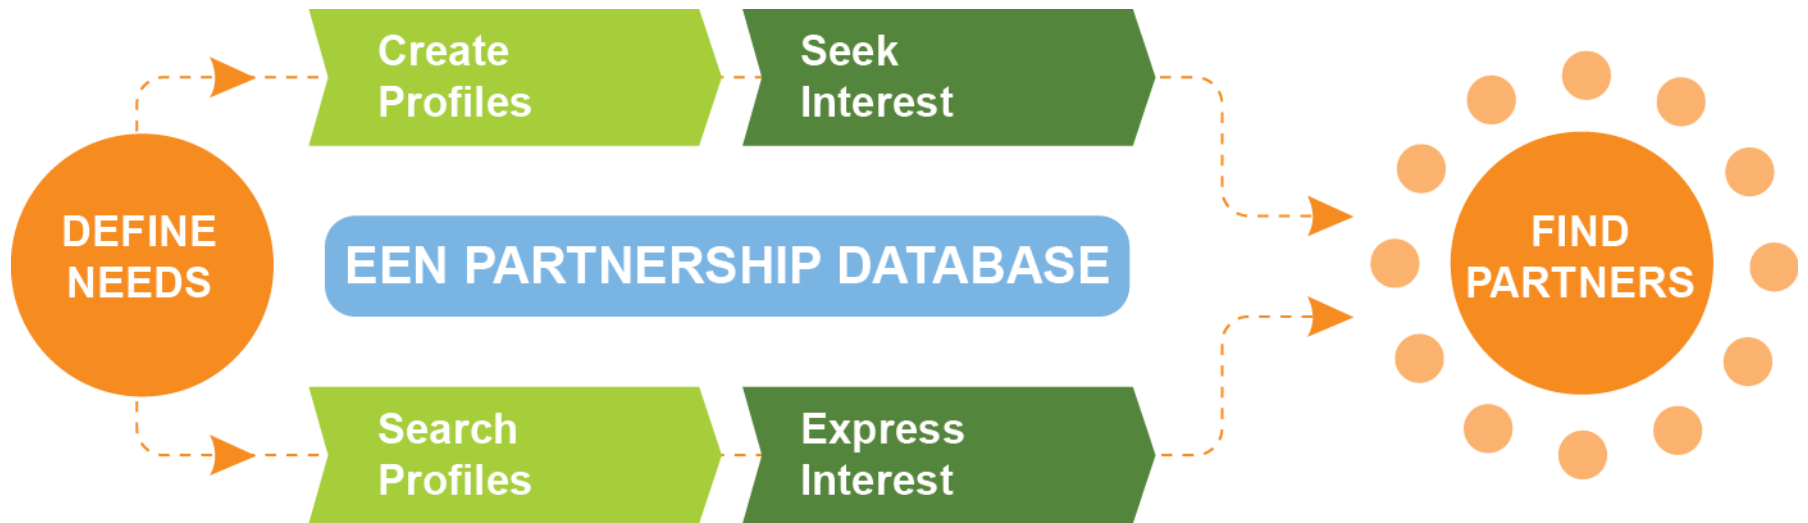 Create
Profiles
Seek
Interest
DEFINE
NEEDS
EEN PARTNERSHIP DATABASE
FIND
PARTNERS
Search
Profiles
Express
Interest